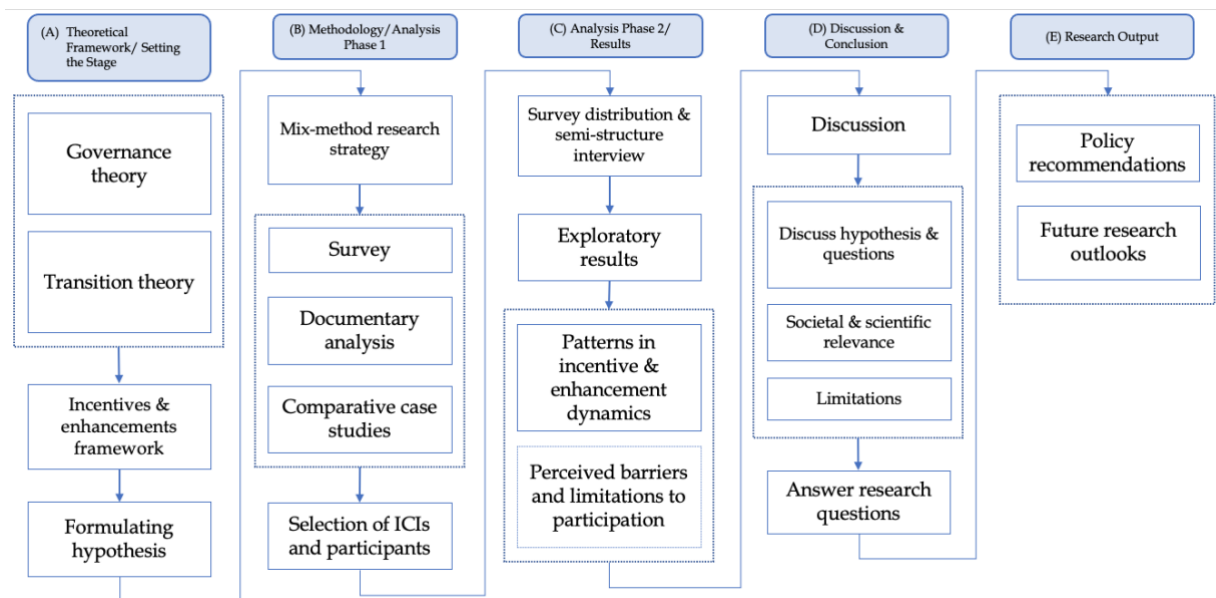 (A) Theoretical
Framework/ Setting
the Stage
Governance
theory
Transition theory
Incentives &
enhancements
framework
Formulating
hypothesis
(B) Methodology/Analysis
Phase 1
Mix-method research
strategy
Survey
Documentary
analysis
Comparative case
studies
Selection of ICIs
and participants
(C) Analysis Phase 2/
Results
Survey distribution &
semi-structure
interview
Exploratory
results
Patterns in
incentive &
enhancement
dynamics
Perceived barriers
and limitations to
participation
(D) Discussion &
Conclusion
Discussion
Discuss hypothesis &
questions
Societal & scientific
relevance
Limitations
Answer research
questions
(E) Research Output
Policy
recommendations
Future research
outlooks